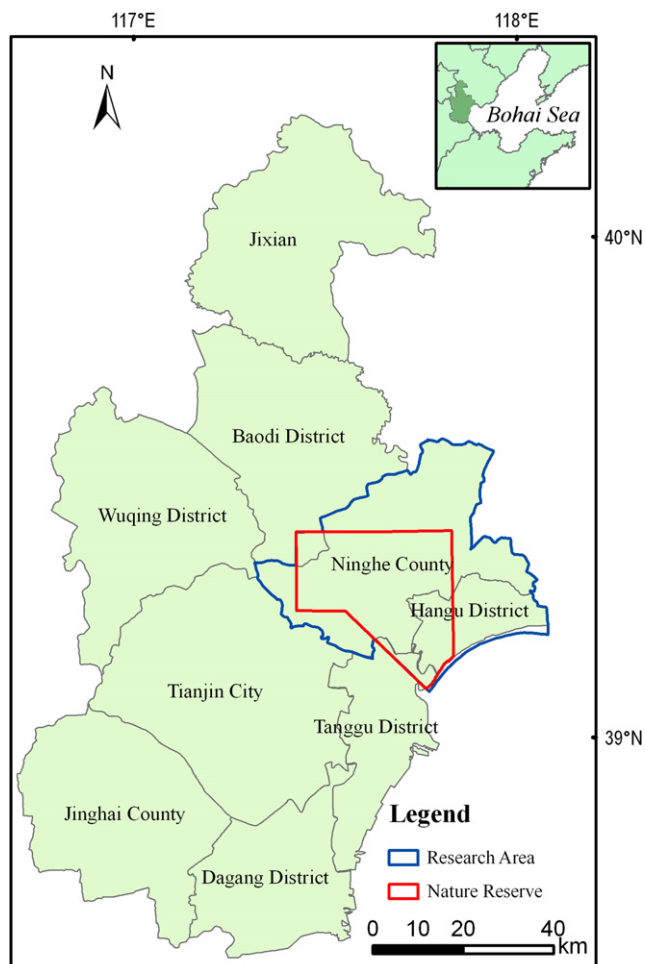 117°E
118°E
N
Bohai Sea
40°N
Jixian
Baodi District
Wuqing District
Ninghe County
Hangu District
Tianjin City
Tanggu District
39°N
Jinghai County
Legend
Research Area
Dagang District
Nature Reserve
0 10 20 40
km